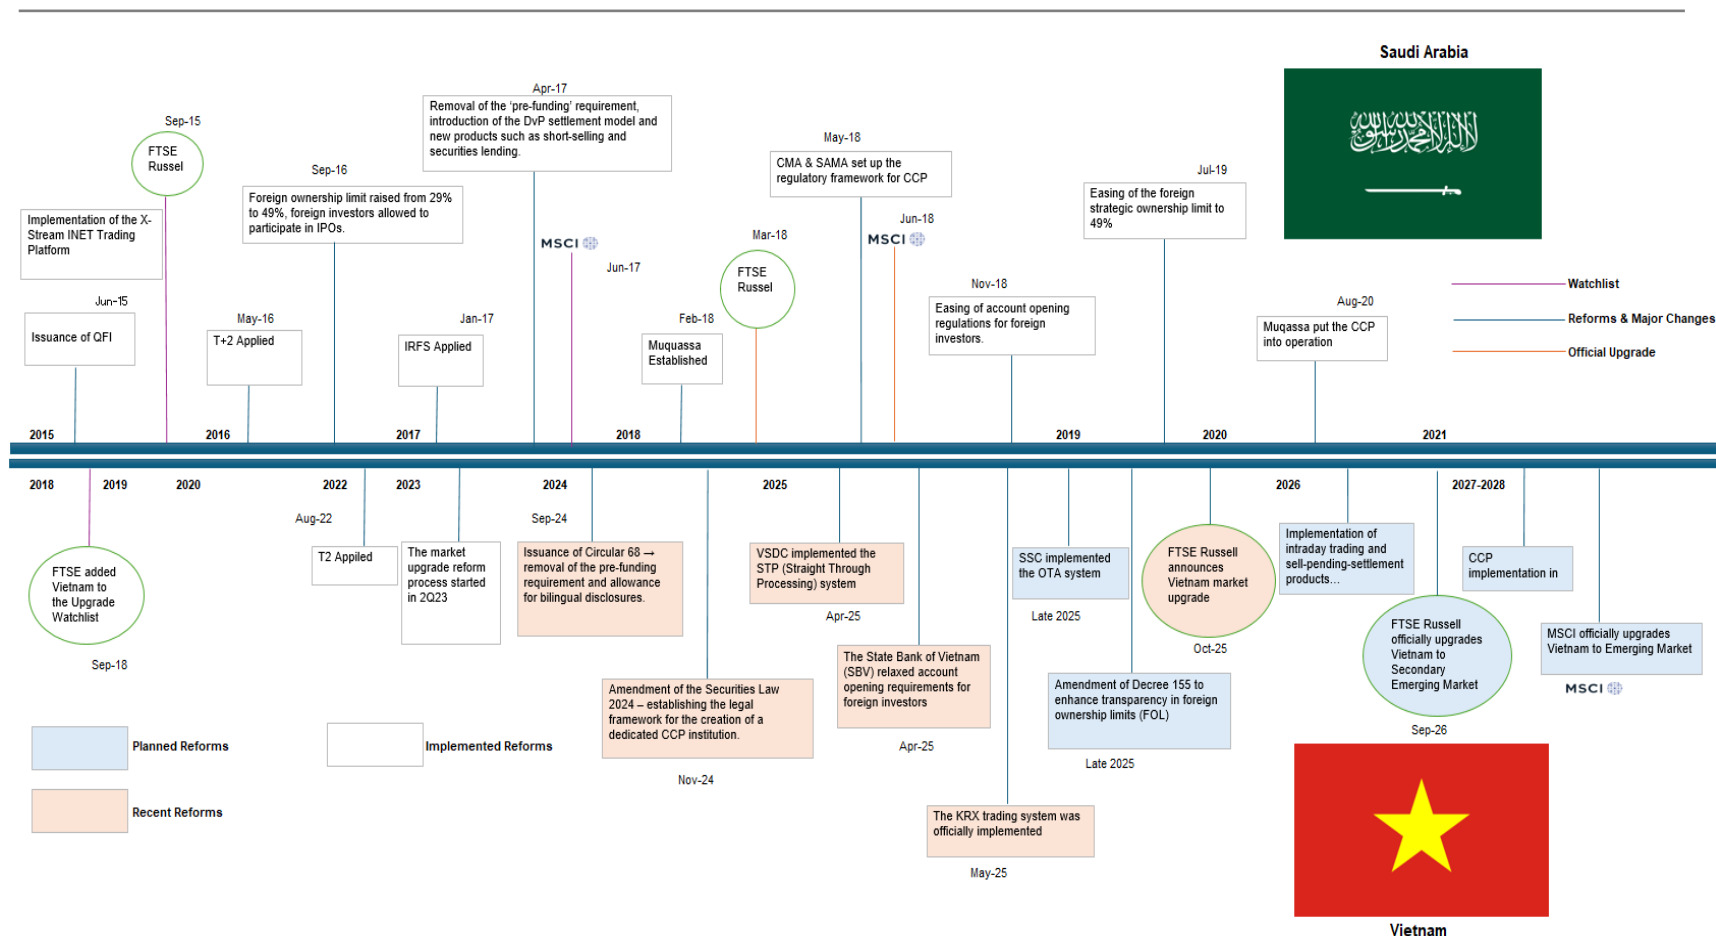 Saudi Arabia
Apr-17
Removal of the ‘pre-funding’ requirement,
introduction of the DvP settlement model and
new products such as short-selling and
securities lending.
Sep-15
FTSE
Russel
May-18
CMA & SAMA set up the
regulatory framework for CCP
Sep-16
Foreign ownership limit raised from 29%
to 49%, foreign investors allowed to
participate in IPOs.
Jul-19
Easing of the foreign
strategic ownership limit to
49%
Implementation of the X-
Stream INET Trading
Platform
MSCI
Jun-17
Mar-18
FTSE
Russel
Jun-18
MSCI
Jun-15
Issuance of QFI
May-16
T+2 Applied
Jan-17
IRFS Applied
Feb-18
Muquassa
Established
Nov-18
Easing of account opening
regulations for foreign
investors.
Aug-20
Muqassa put the CCP
into operation
Watchlist
Reforms & Major Changes
Official Upgrade
2015
2016
2017
2018
2019
2020
2021
2018
2019
2020
2022
2023
2024
2025
2026
2027-2028
FTSE added
Vietnam to
the Upgrade
Watchlist
Sep-18
Aug-22
T2 Appiled
The market
upgrade reform
process started
in 2Q23
Sep-24
Issuance of Circular 68 →
removal of the pre-funding
requirement and allowance
for bilingual disclosures.
Amendment of the Securities Law
2024 – establishing the legal
framework for the creation of a
dedicated CCP institution.
Nov-24
VSDC implemented the
STP (Straight Through
Processing) system
Apr-25
The State Bank of Vietnam
(SBV) relaxed account
opening requirements for
foreign investors
Apr-25
The KRX trading system was
officially implemented
May-25
SSC implemented
the OTA system
Late 2025
Amendment of Decree 155 to
enhance transparency in foreign
ownership limits (FOL)
Late 2025
FTSE Russell
announces
Vietnam market
upgrade
Oct-25
Implementation of
intraday trading and
sell-pending-settlement
products...
FTSE Russell
officially upgrades
Vietnam to
Secondary
Emerging Market
Sep-26
CCP
implementation in
MSCI officially upgrades
Vietnam to Emerging Market
MSCI
Planned Reforms
Implemented Reforms
Recent Reforms
Vietnam